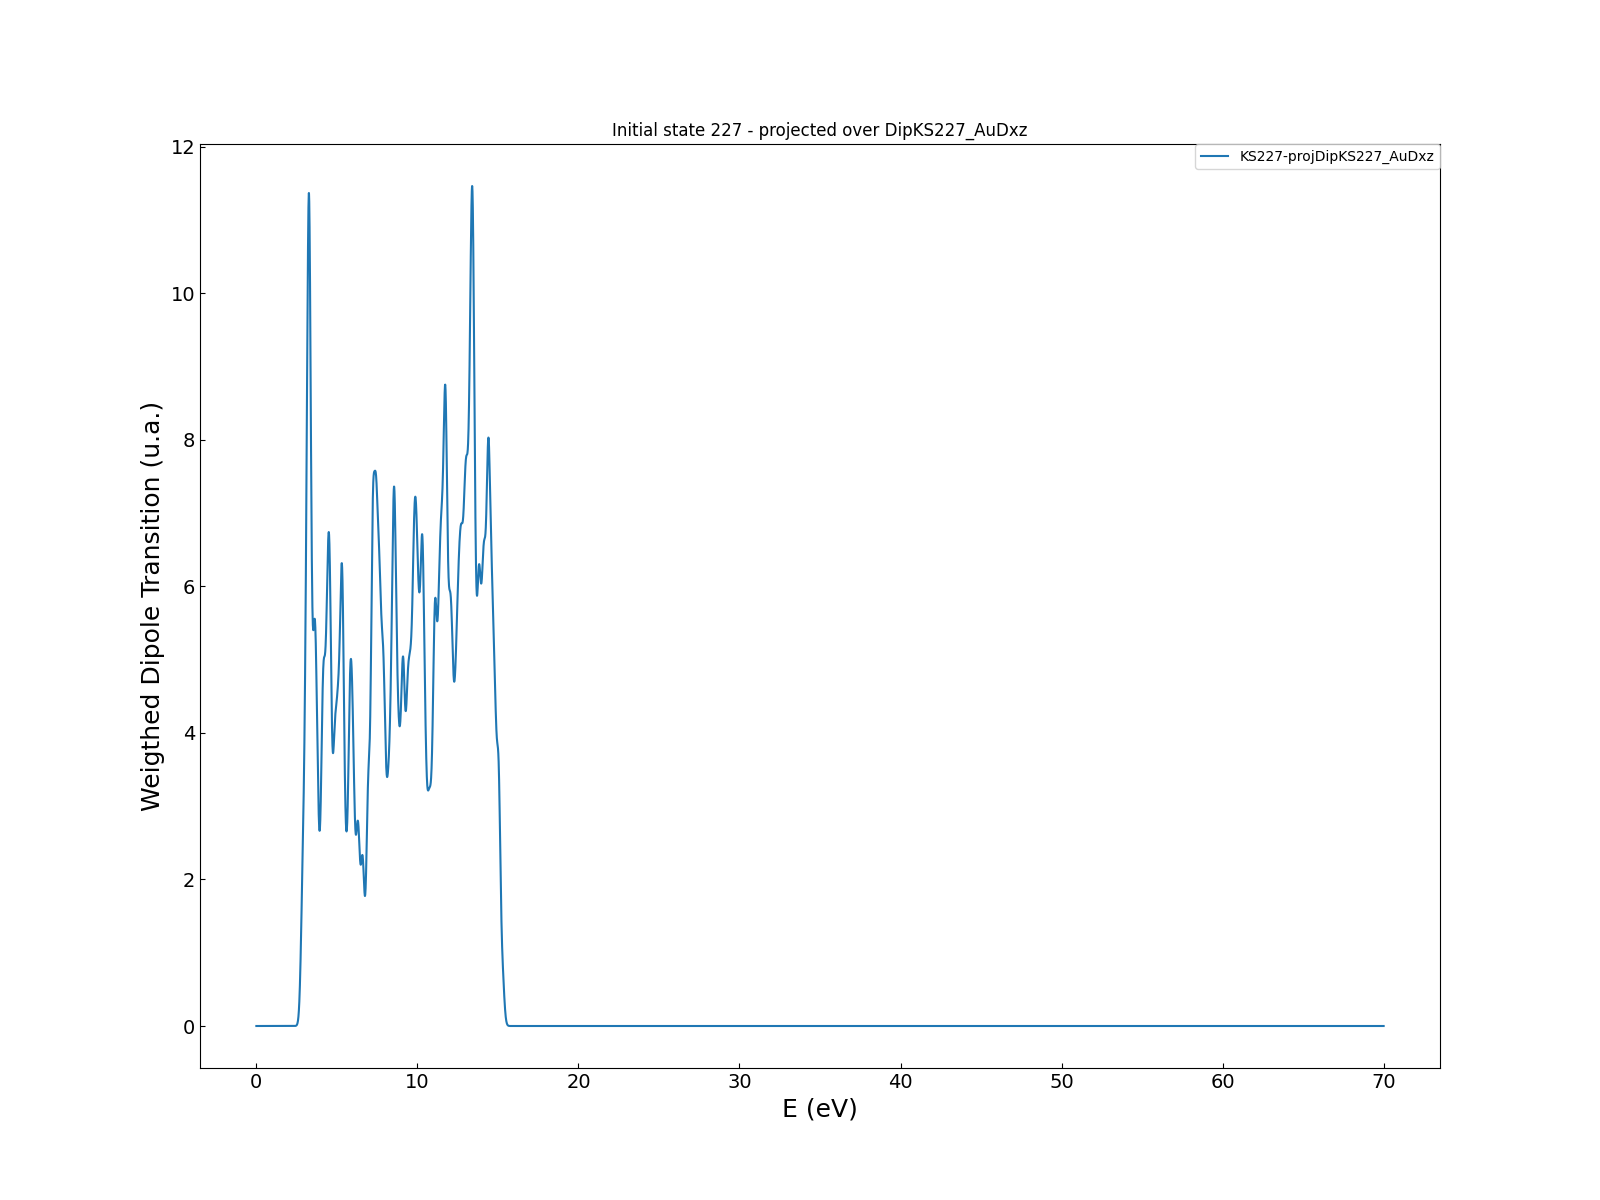 Initial state 227 - projected over DipKS227_AuDxz
KS227-projDipKS227_AuDxz
12
10
8
6
4
2
0
Weigthed Dipole Transition (u.a.)
0 10 20 30 40 50 60 70
E (eV)